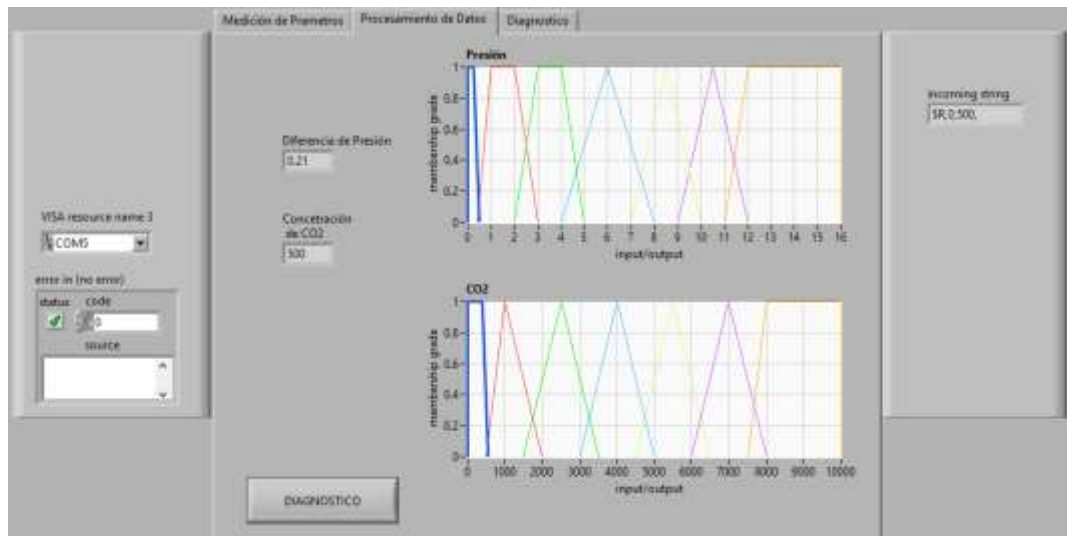 Medición de Prametros
Procesamiento de Datos
Diagnostico
VISA resource name 3
COM5
error in (no error)
status
code
0
source
Diferencia de Presión
0.21
Concetración
de CO2
500
DIAGNOSTICO
Presión
membership grade
1
0.8
0.6
0.4
0.2
0
0 1 2 3 4 5 6 7 8 9 10 11 12 13 14 15 16
input/output
CO2
membership grade
1
0.8
0.6
0.4
0.2
0
0 1000 2000 3000 4000 5000 6000 7000 8000 9000 10000
input/output
incoming string
SR,0,500,